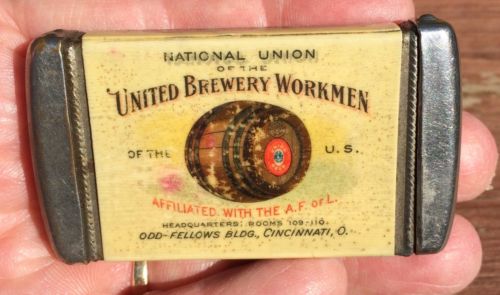 NATIONAL UNION
OF THE
UNITED BREWERY WORKMEN
OF THE U.S.
AFFILIATED WITH THE A.F. OF L.
HEADQUARTERS; ROOMS 109-110.
ODD-FELLOWS BLDG., CINCINNATI, O.